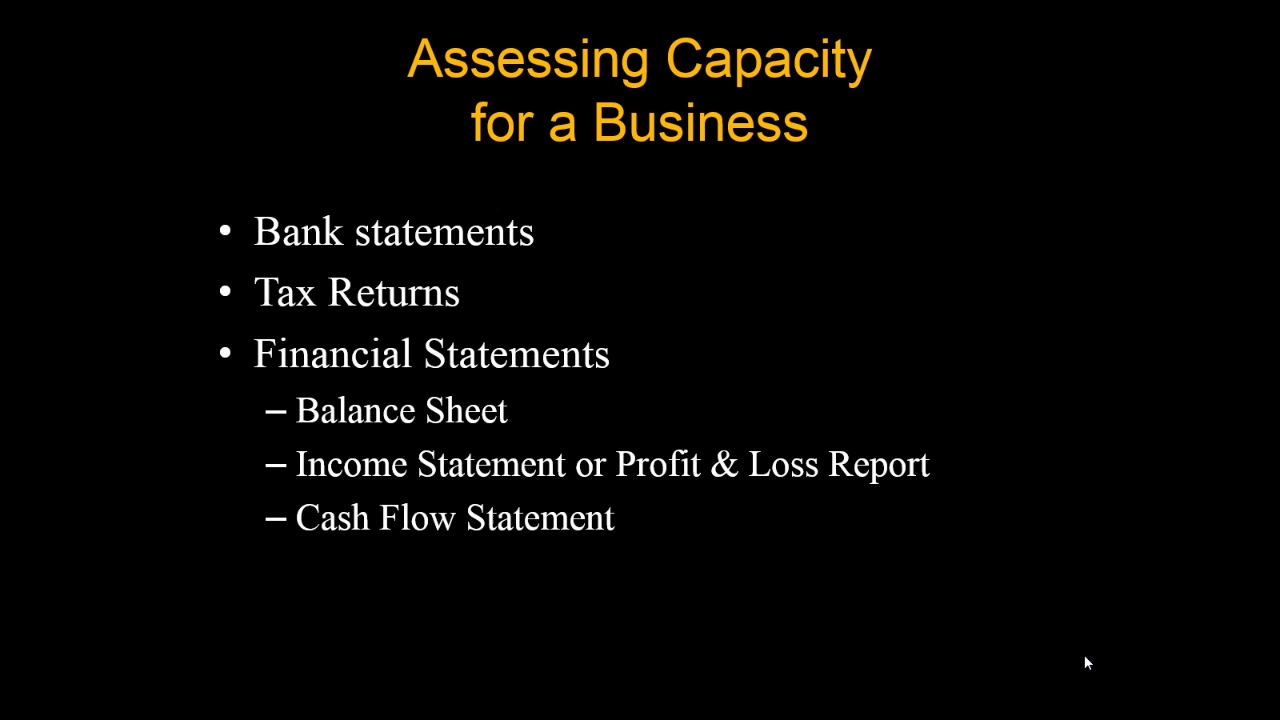 Assessing Capacity
for a Business
• Bank statements
• Tax Returns
• Financial Statements
– Balance Sheet
– Income Statement or Profit & Loss Report
– Cash Flow Statement